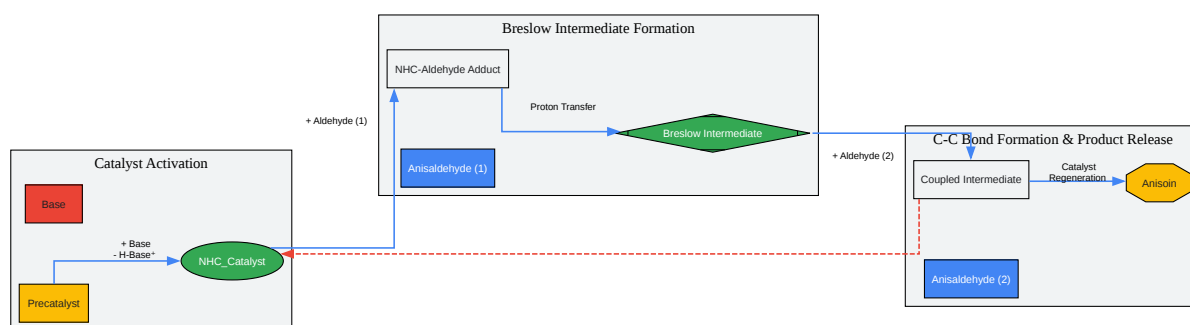 Breslow Intermediate Formation
NHC-Aldehyde Adduct
Proton Transfer
+ Aldehyde (1)
Breslow Intermediate
Anisaldehyde (1)
+ Aldehyde (2)
C-C Bond Formation & Product Release
Coupled Intermediate
Catalyst
Regeneration
Anisoin
Anisaldehyde (2)
Catalyst Activation
Base
+ Base
- H-Base⁺
NHC_Catalyst
Precatalyst